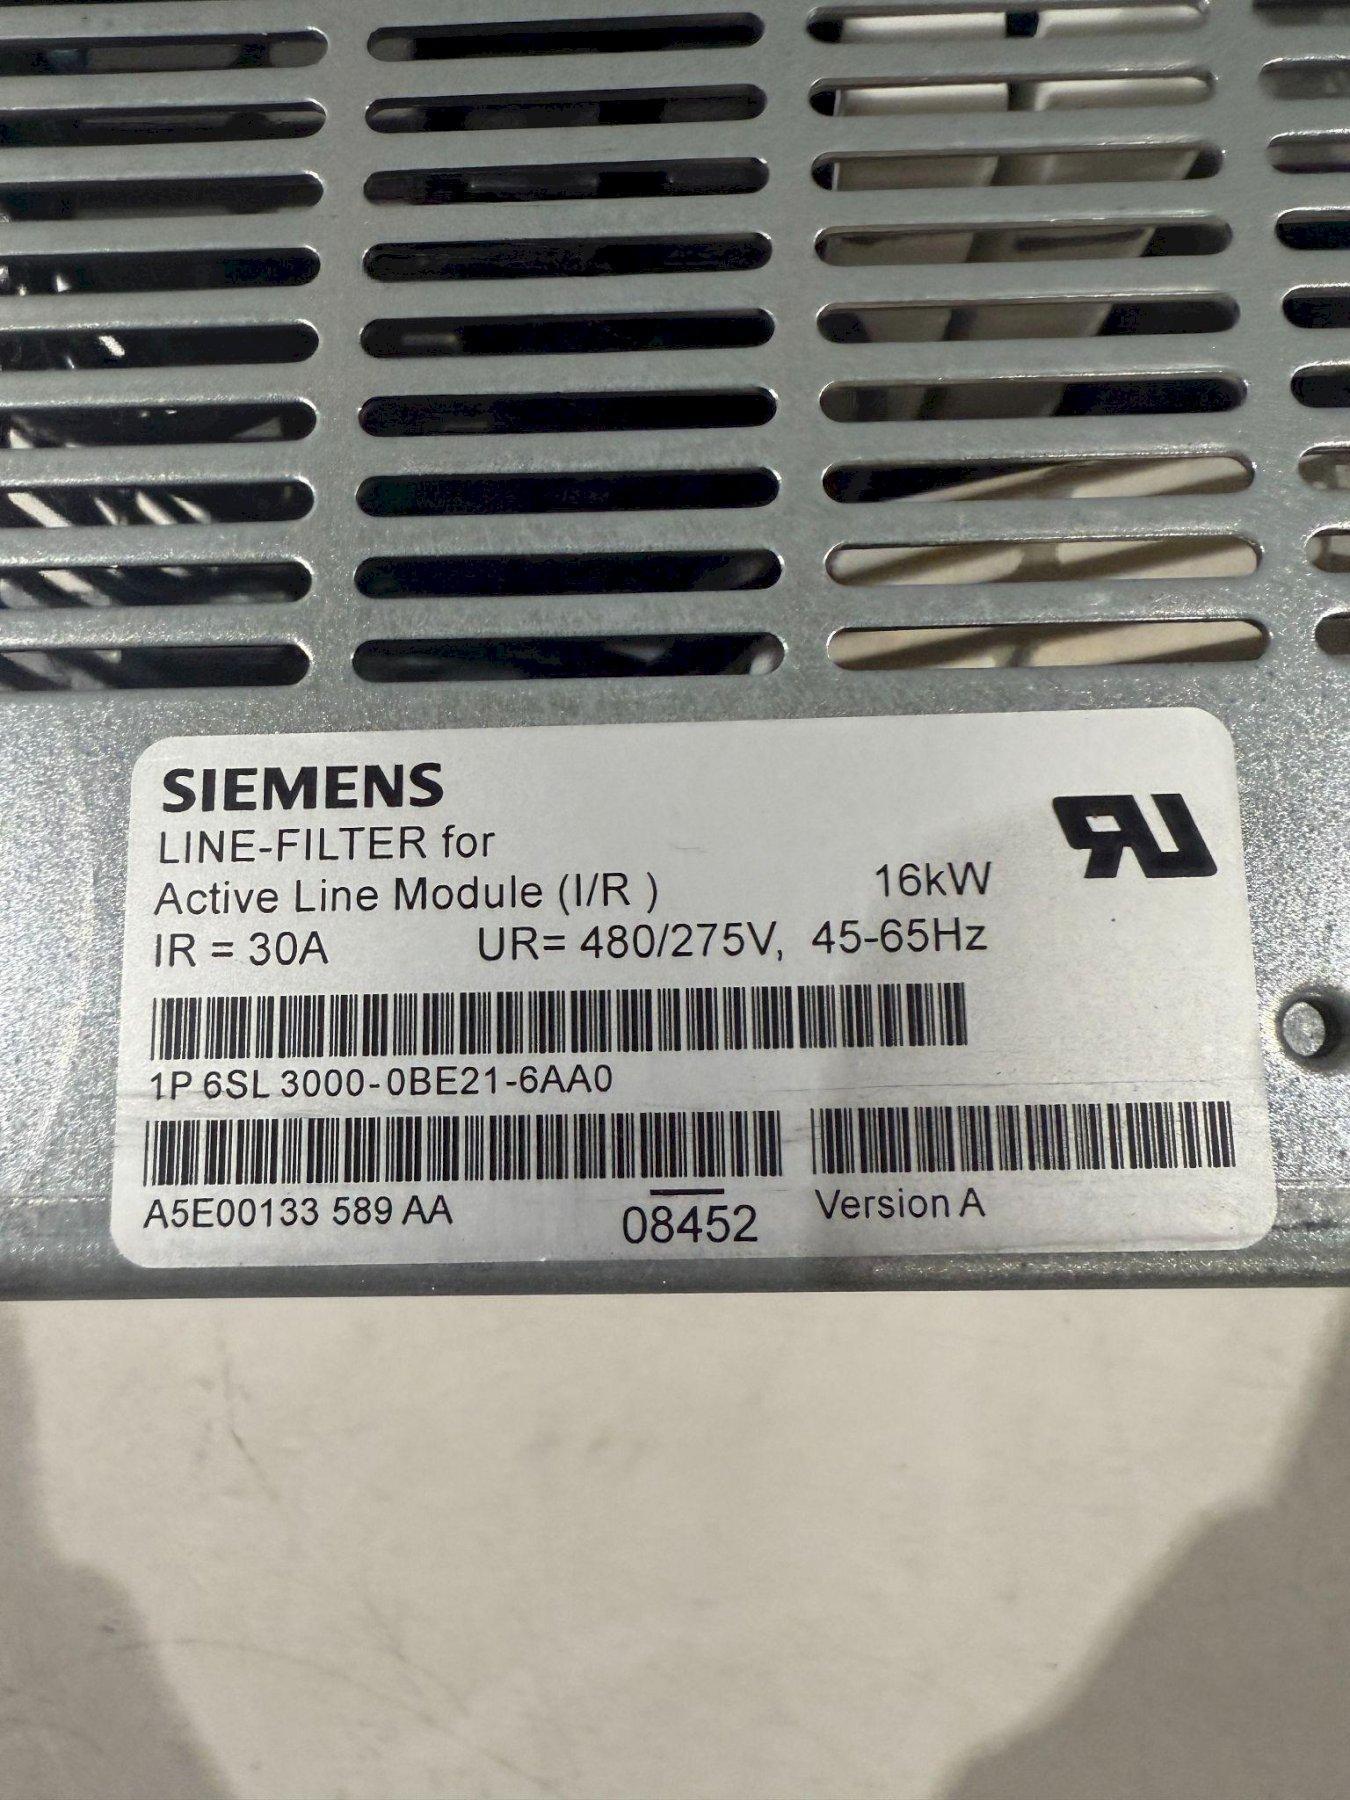 SIEMENS
LINE-FILTER for
Active Line Module (I/R ) 16kW
IR = 30A UR= 480/275V, 45-65Hz
1P 6SL 3000-0BE21-6AA0
A5E00133 589 AA 08452 Version A